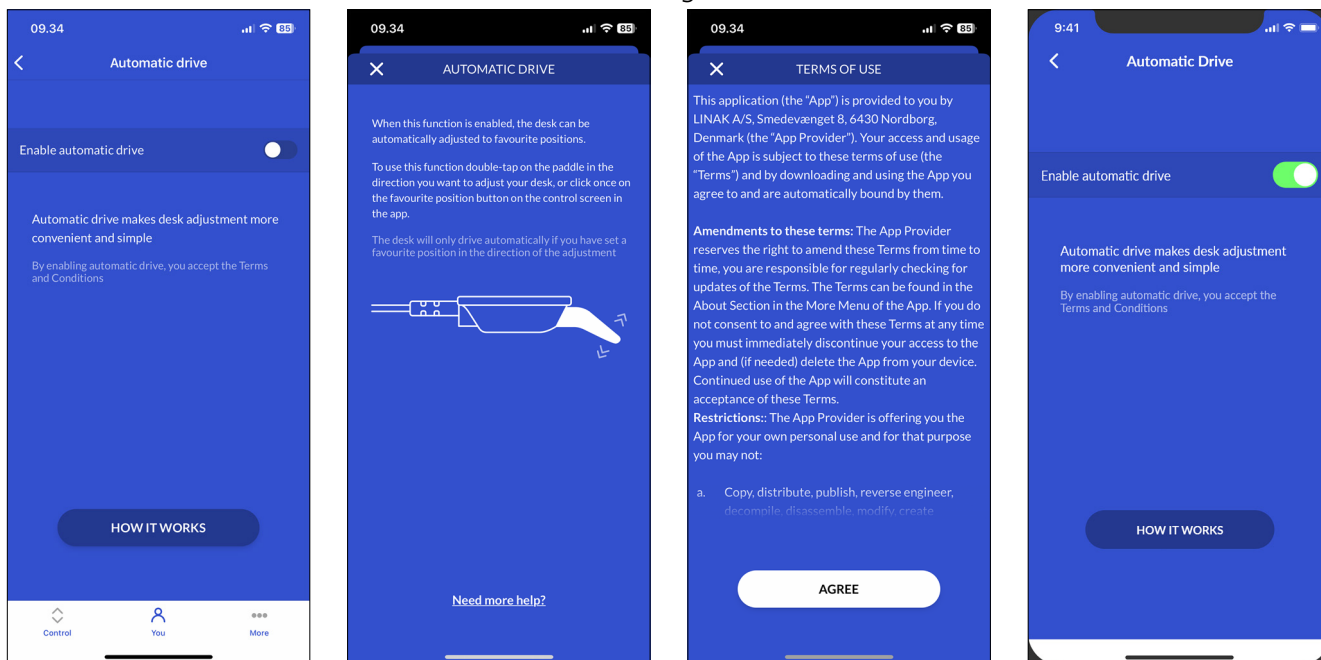 09.34
85
Automatic drive
Enable automatic drive
Automatic drive makes desk adjustment more
convenient and simple
By enabling automatic drive, you accept the Terms
and Conditions
HOW IT WORKS
Control
You
More
09.34
85
AUTOMATIC DRIVE
When this function is enabled, the desk can be
automatically adjusted to favourite positions.
To use this function double-tap on the paddle in the
direction you want to adjust your desk, or click once on
the favourite position button on the control screen in
the app.
The desk will only drive automatically if you have set a
favourite position in the direction of the adjustment
Need more help?
09.34
85
TERMS OF USE
This application (the “App”) is provided to you by
LINAK A/S, Smedevænget 8, 6430 Nordborg,
Denmark (the “App Provider”). Your access and usage
of the App is subject to these terms of use (the
“Terms”) and by downloading and using the App you
agree to and are automatically bound by them.
Amendments to these terms: The App Provider
reserves the right to amend these Terms from time to
time, you are responsible for regularly checking for
updates of the Terms. The Terms can be found in the
About Section in the More Menu of the App. If you do
not consent to and agree with these Terms at any time
you must immediately discontinue your access to the
App and (if needed) delete the App from your device.
Continued use of the App will constitute an
acceptance of these Terms.
Restrictions:: The App Provider is offering you the
App for your own personal use and for that purpose
you may not:
a. Copy, distribute, publish, reverse engineer,
decompile, disassemble, modify, create
AGREE
9:41
Automatic Drive
Enable automatic drive
Automatic drive makes desk adjustment
more convenient and simple
By enabling automatic drive, you accept the
Terms and Conditions
HOW IT WORKS